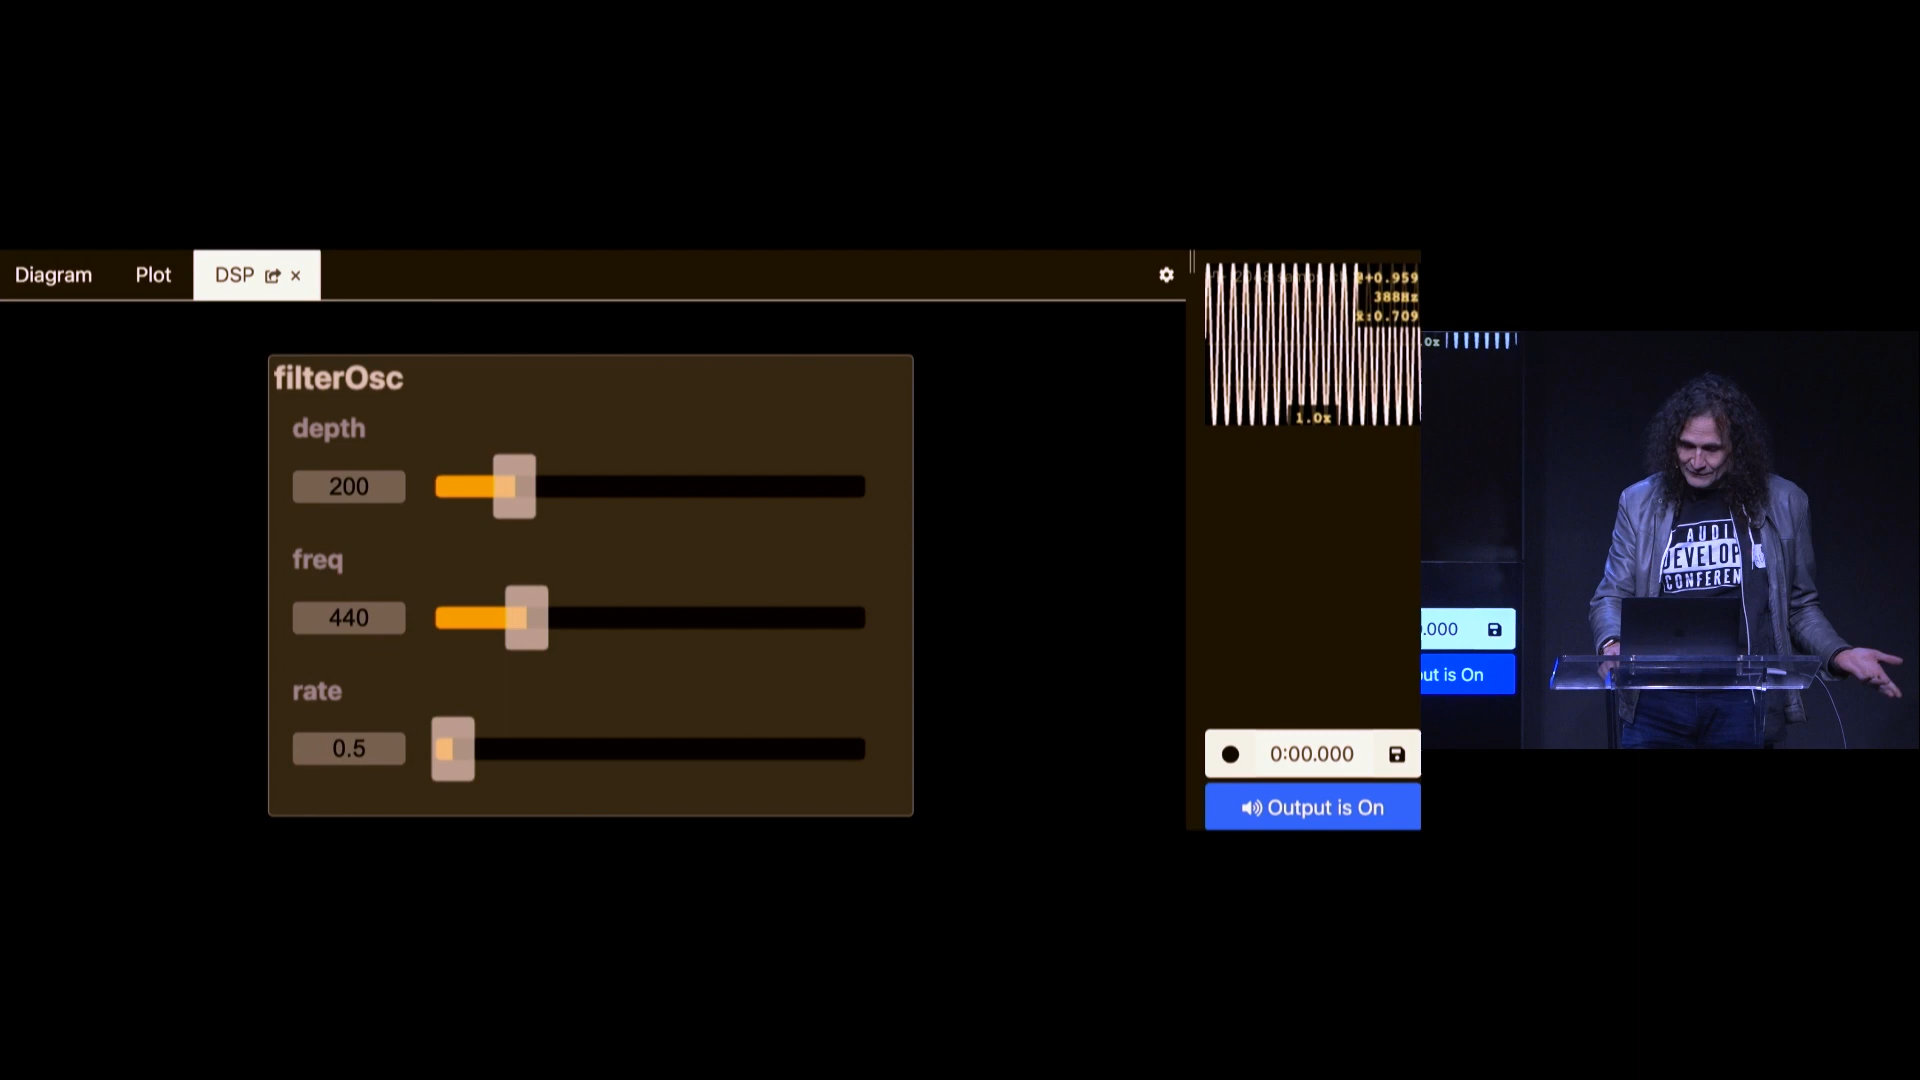 Diagram
Plot
DSP
filterOsc
depth
200
freq
440
rate
0.5
+0.959
388Hz
x̄:0.709
1.0x
0:00.000
Output is On
0x
.000
ut is On
AUDI
DEVELOP
CONFEREN